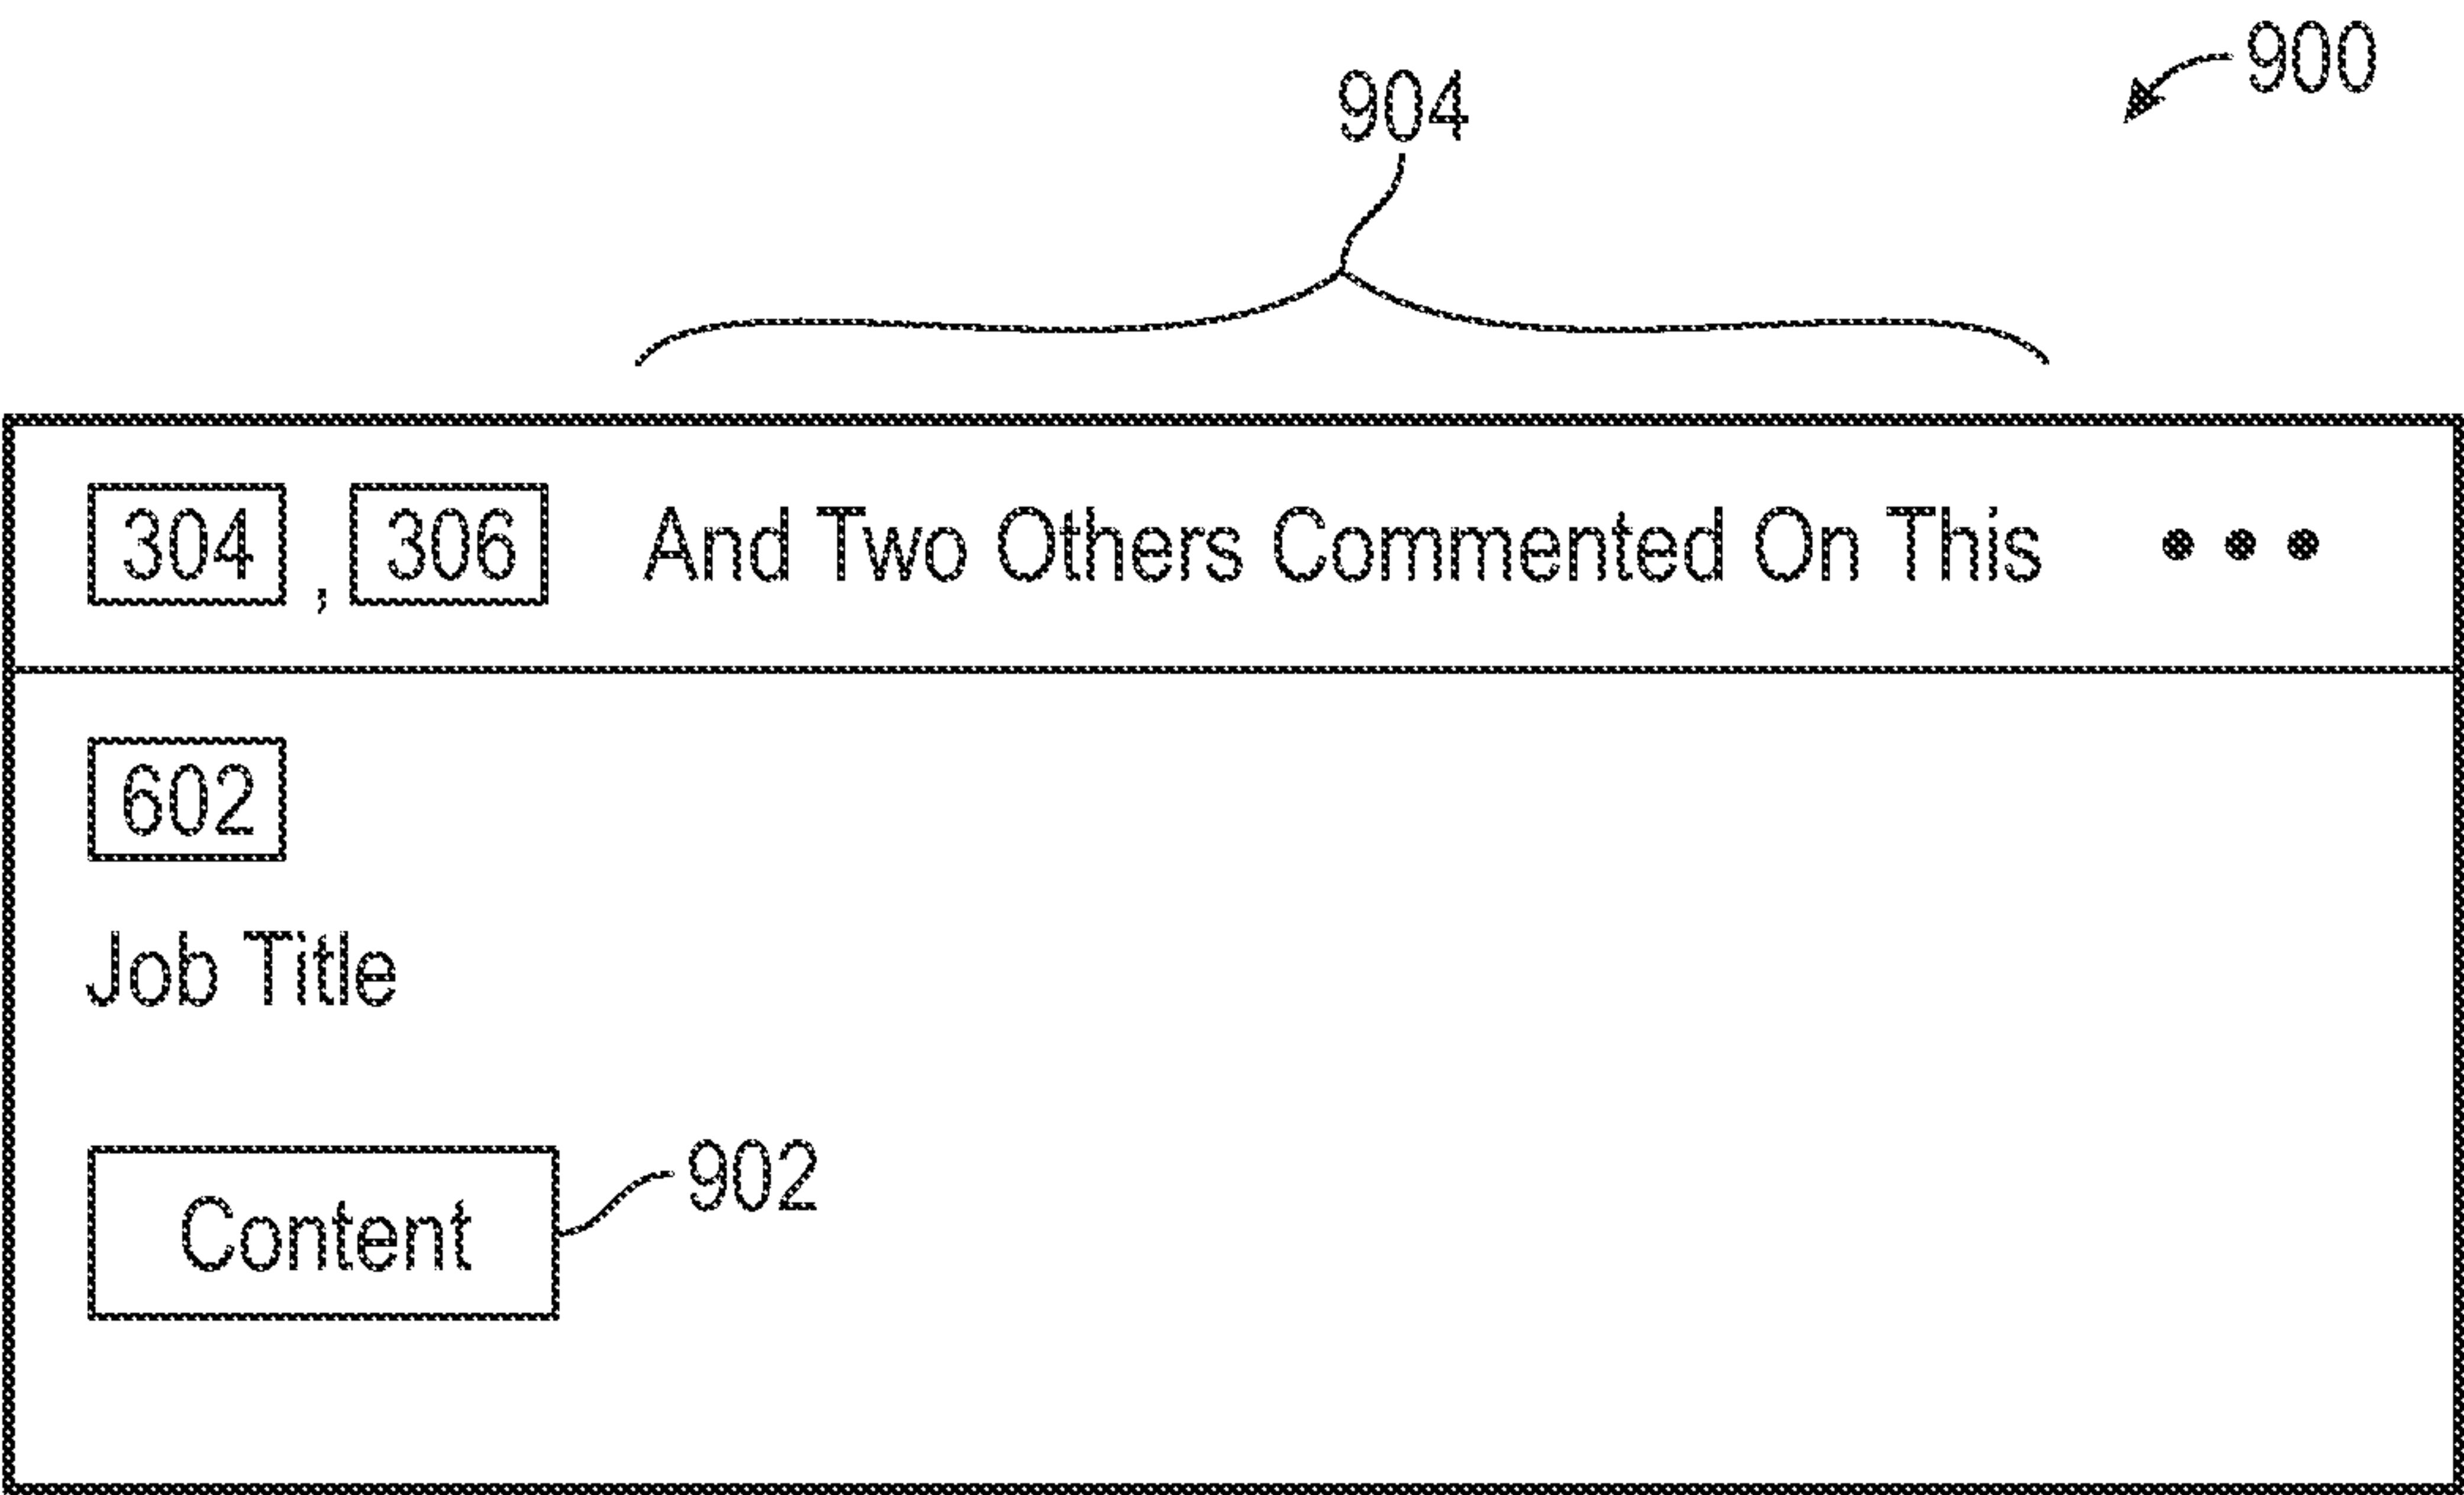 900
904
304 , 306 And Two Others Commented On This •••
602
Job Title
Content 902